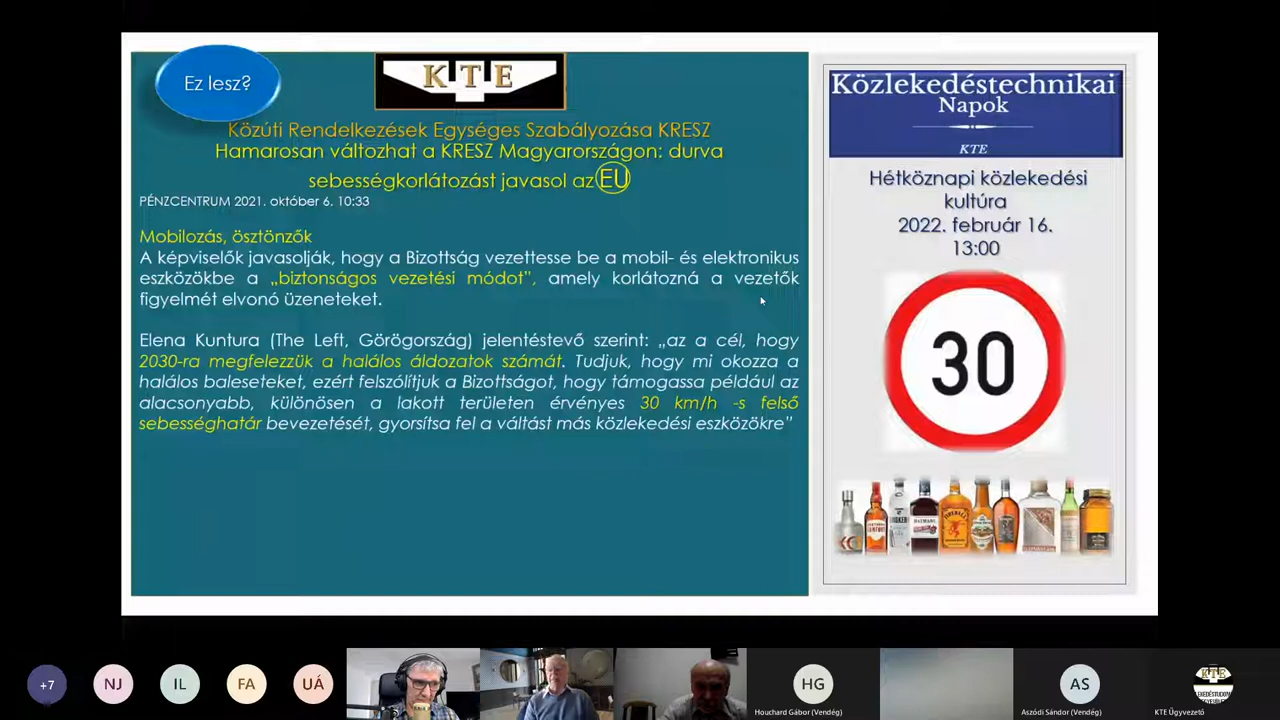 Ez lesz?
KTE
Közúti Rendelkezések Egységes Szabályozása KRESZ
Hamarosan változhat a KRESZ Magyarországon: durva
sebességkorlátozást javasol az EU
PÉNZCENTRUM 2021. október 6. 10:33
Mobilozás, ösztönzők
A képviselők javasolják, hogy a Bizottság vezettesse be a mobil- és elektronikus
eszközökbe a „biztonságos vezetési módot”, amely korlátozná a vezetők
figyelmét elvonó üzeneteket.
Elena Kuntura (The Left, Görögország) jelentéstevő szerint: „az a cél, hogy
2030-ra megfelezzük a halálos áldozatok számát. Tudjuk, hogy mi okozza a
halálos baleseteket, ezért felszólítjuk a Bizottságot, hogy támogassa például az
alacsonyabb, különösen a lakott területen érvényes 30 km/h -s felső
sebességhatár bevezetését, gyorsítsa fel a váltást más közlekedési eszközökre”
Közlekedéstechnikai
Napok
KTE
Hétköznapi közlekedési
kultúra
2022. február 16.
13:00
30
+7
NJ
IL
FA
UÁ
HG
Houchard Gábor (Vendég)
AS
Aszódi Sándor (Vendég)
KTE
KTE Ügyvezető